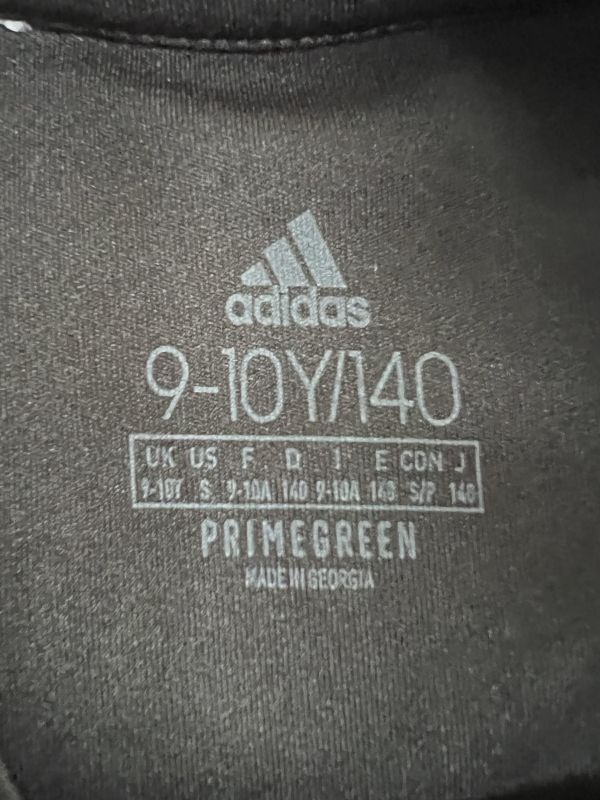 adidas
9-10Y/140
UK US F D I E CDN J
9-10Y S 9-10A 140 9-10A 140 S/P 140
PRIMEGREEN
MADE IN GEORGIA